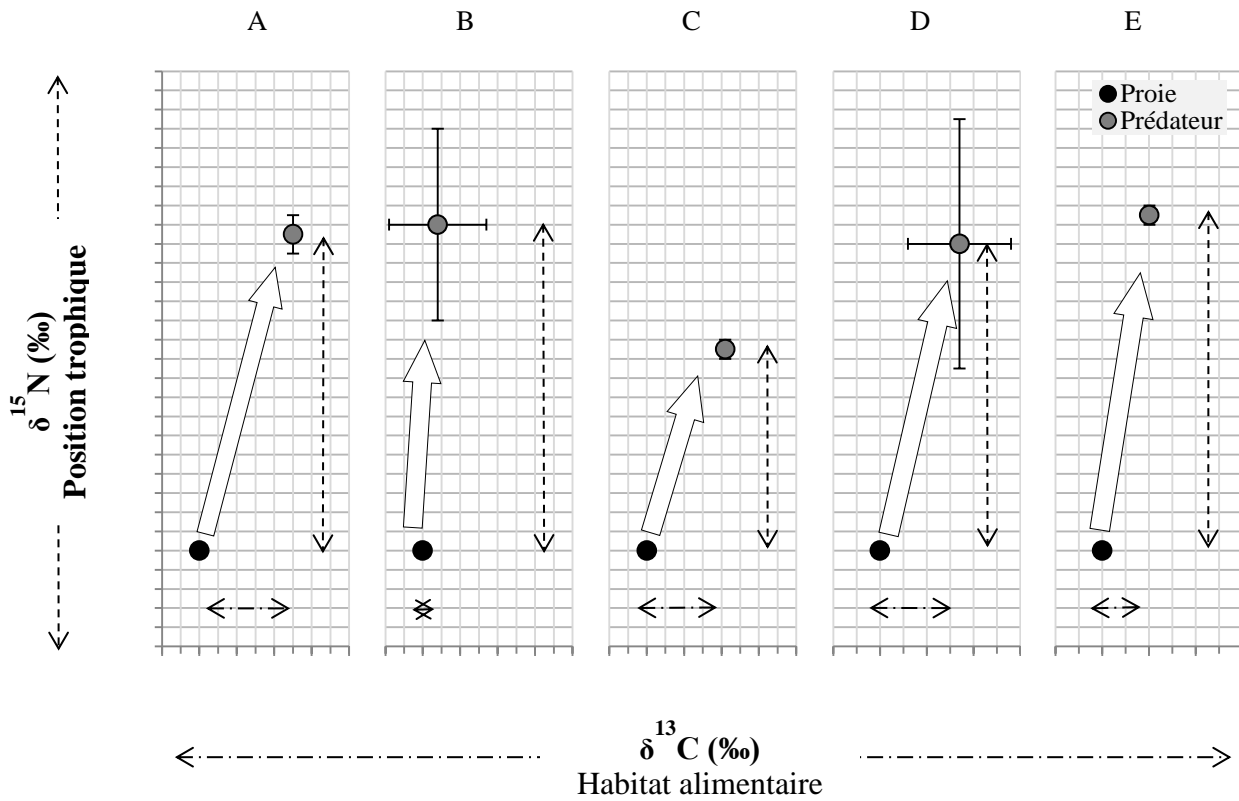 A B C D E
Proie
Prédateur
δ15N (‰)
Position trophique
δ13C (‰)
Habitat alimentaire